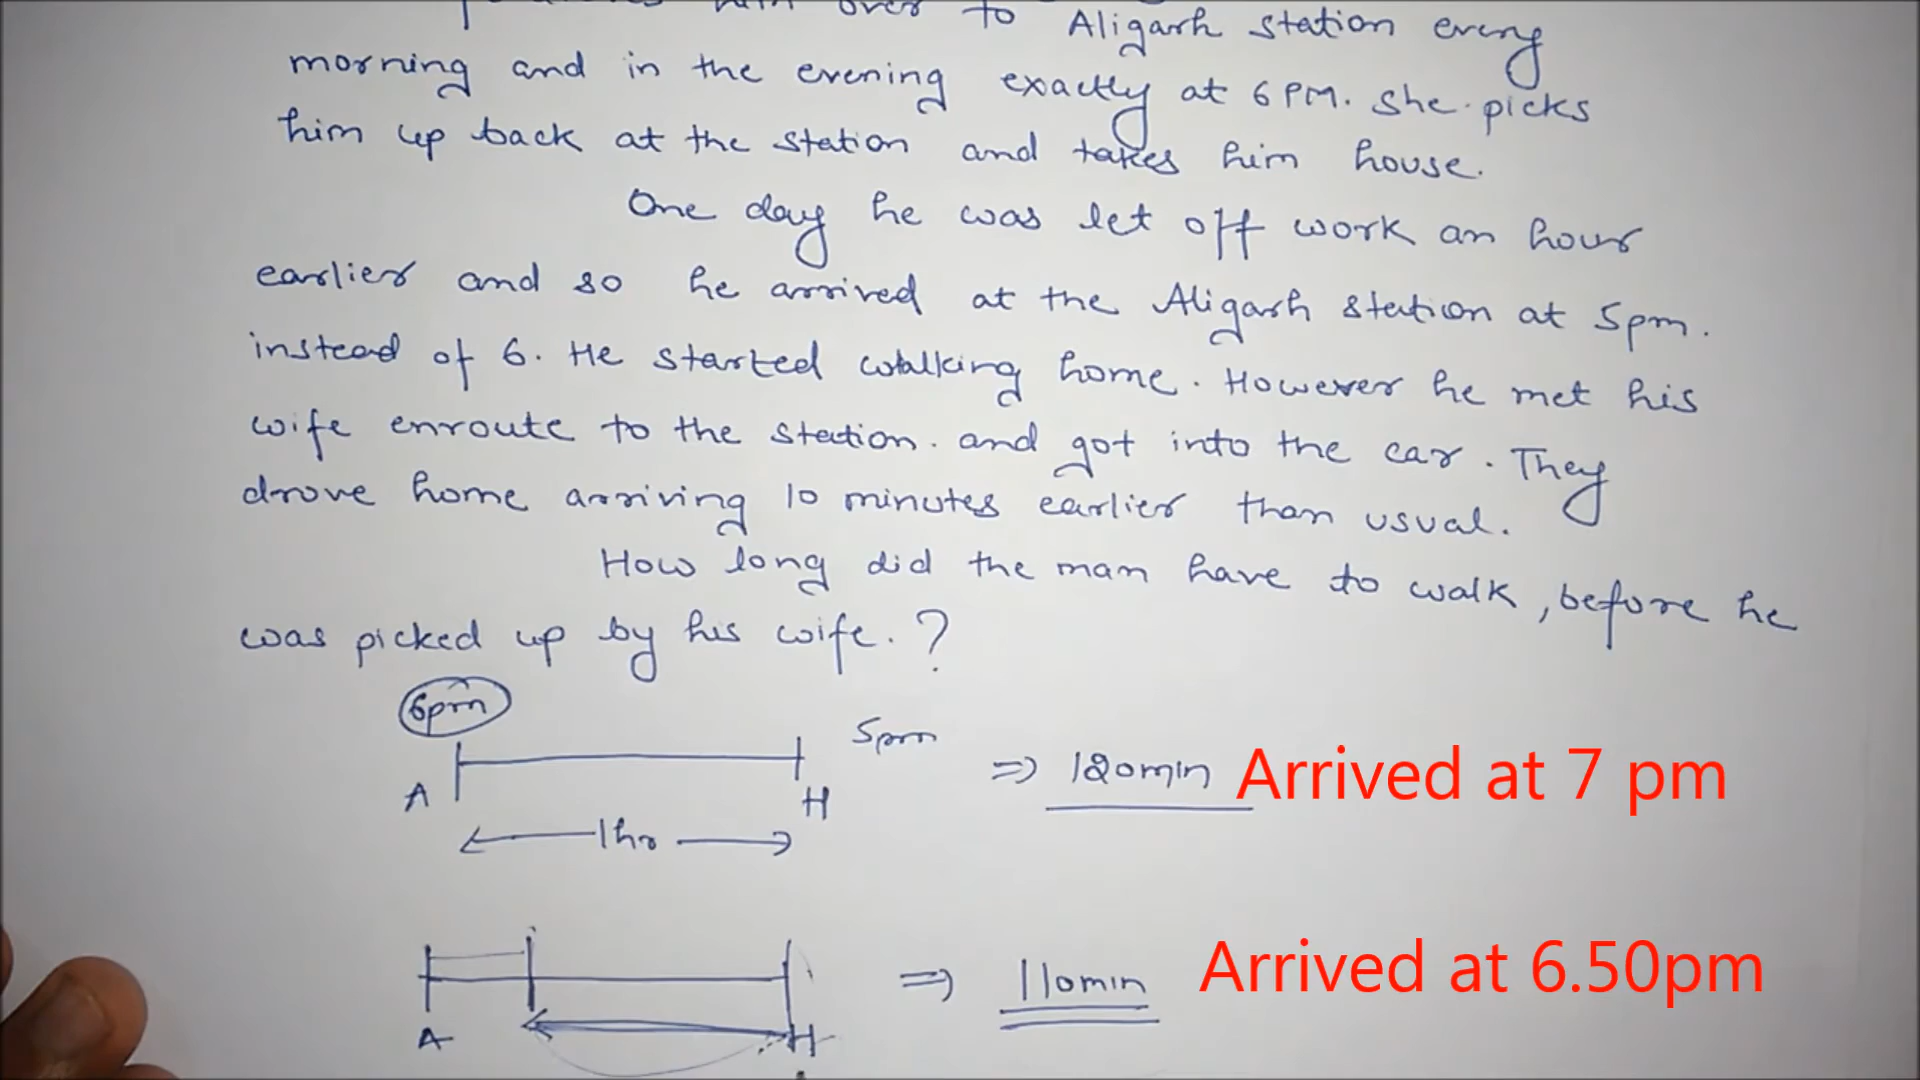 him over to Aligarh station every
morning and in the evening exactly at 6 PM. She picks
him up back at the station and takes him house.
One day he was let off work an hour
earlier and so he arrived at the Aligarh station at 5pm.
instead of 6. He started walking home. However he met his
wife enroute to the station. and got into the car. They
drove home arriving 10 minutes earlier than usual.
How long did the man have to walk, before he
was picked up by his wife.?
6pm
5pm
A H
⇒ 120min Arrived at 7 pm
1hr
⇒ 110min Arrived at 6.50pm
A H